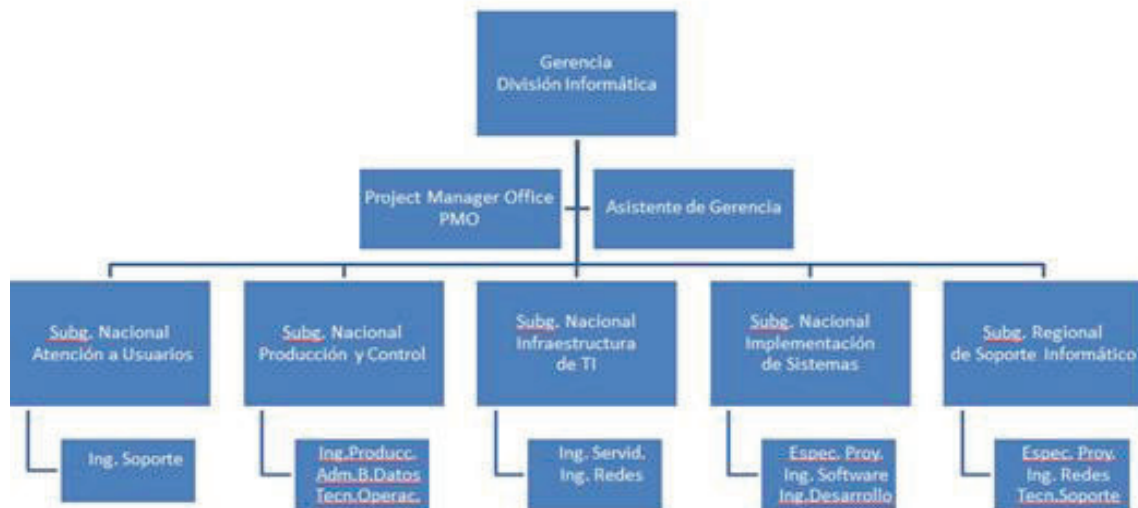 Gerencia
División Informática
Project Manager Office
PMO
Asistente de Gerencia
Subg. Nacional
Atención a Usuarios
Subg. Nacional
Producción y Control
Subg. Nacional
Infraestructura
de TI
Subg. Nacional
Implementación
de Sistemas
Subg. Regional
de Soporte Informático
Ing. Soporte
Ing.Producc.
Adm.B.Datos
Tecn.Operac.
Ing. Servid.
Ing. Redes
Espec. Proy.
Ing. Software
Ing.Desarrollo
Espec. Proy.
Ing. Redes
Tecn.Soporte